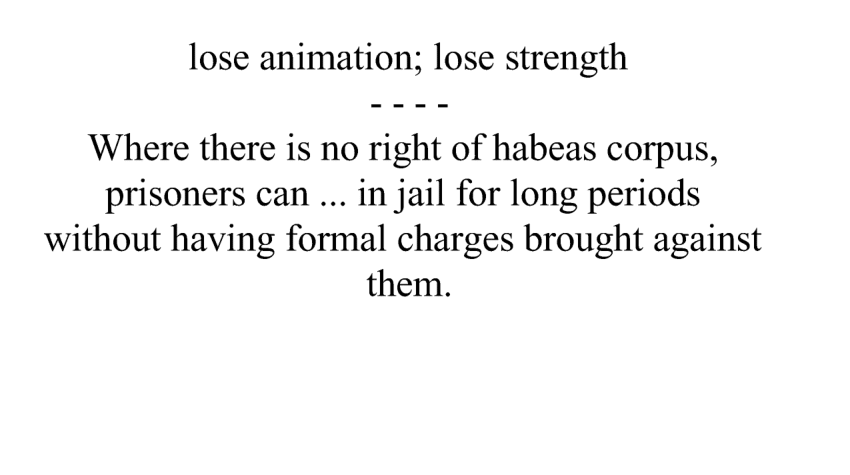 lose animation; lose strength
- - - -
Where there is no right of habeas corpus,
prisoners can ... in jail for long periods
without having formal charges brought against
them.